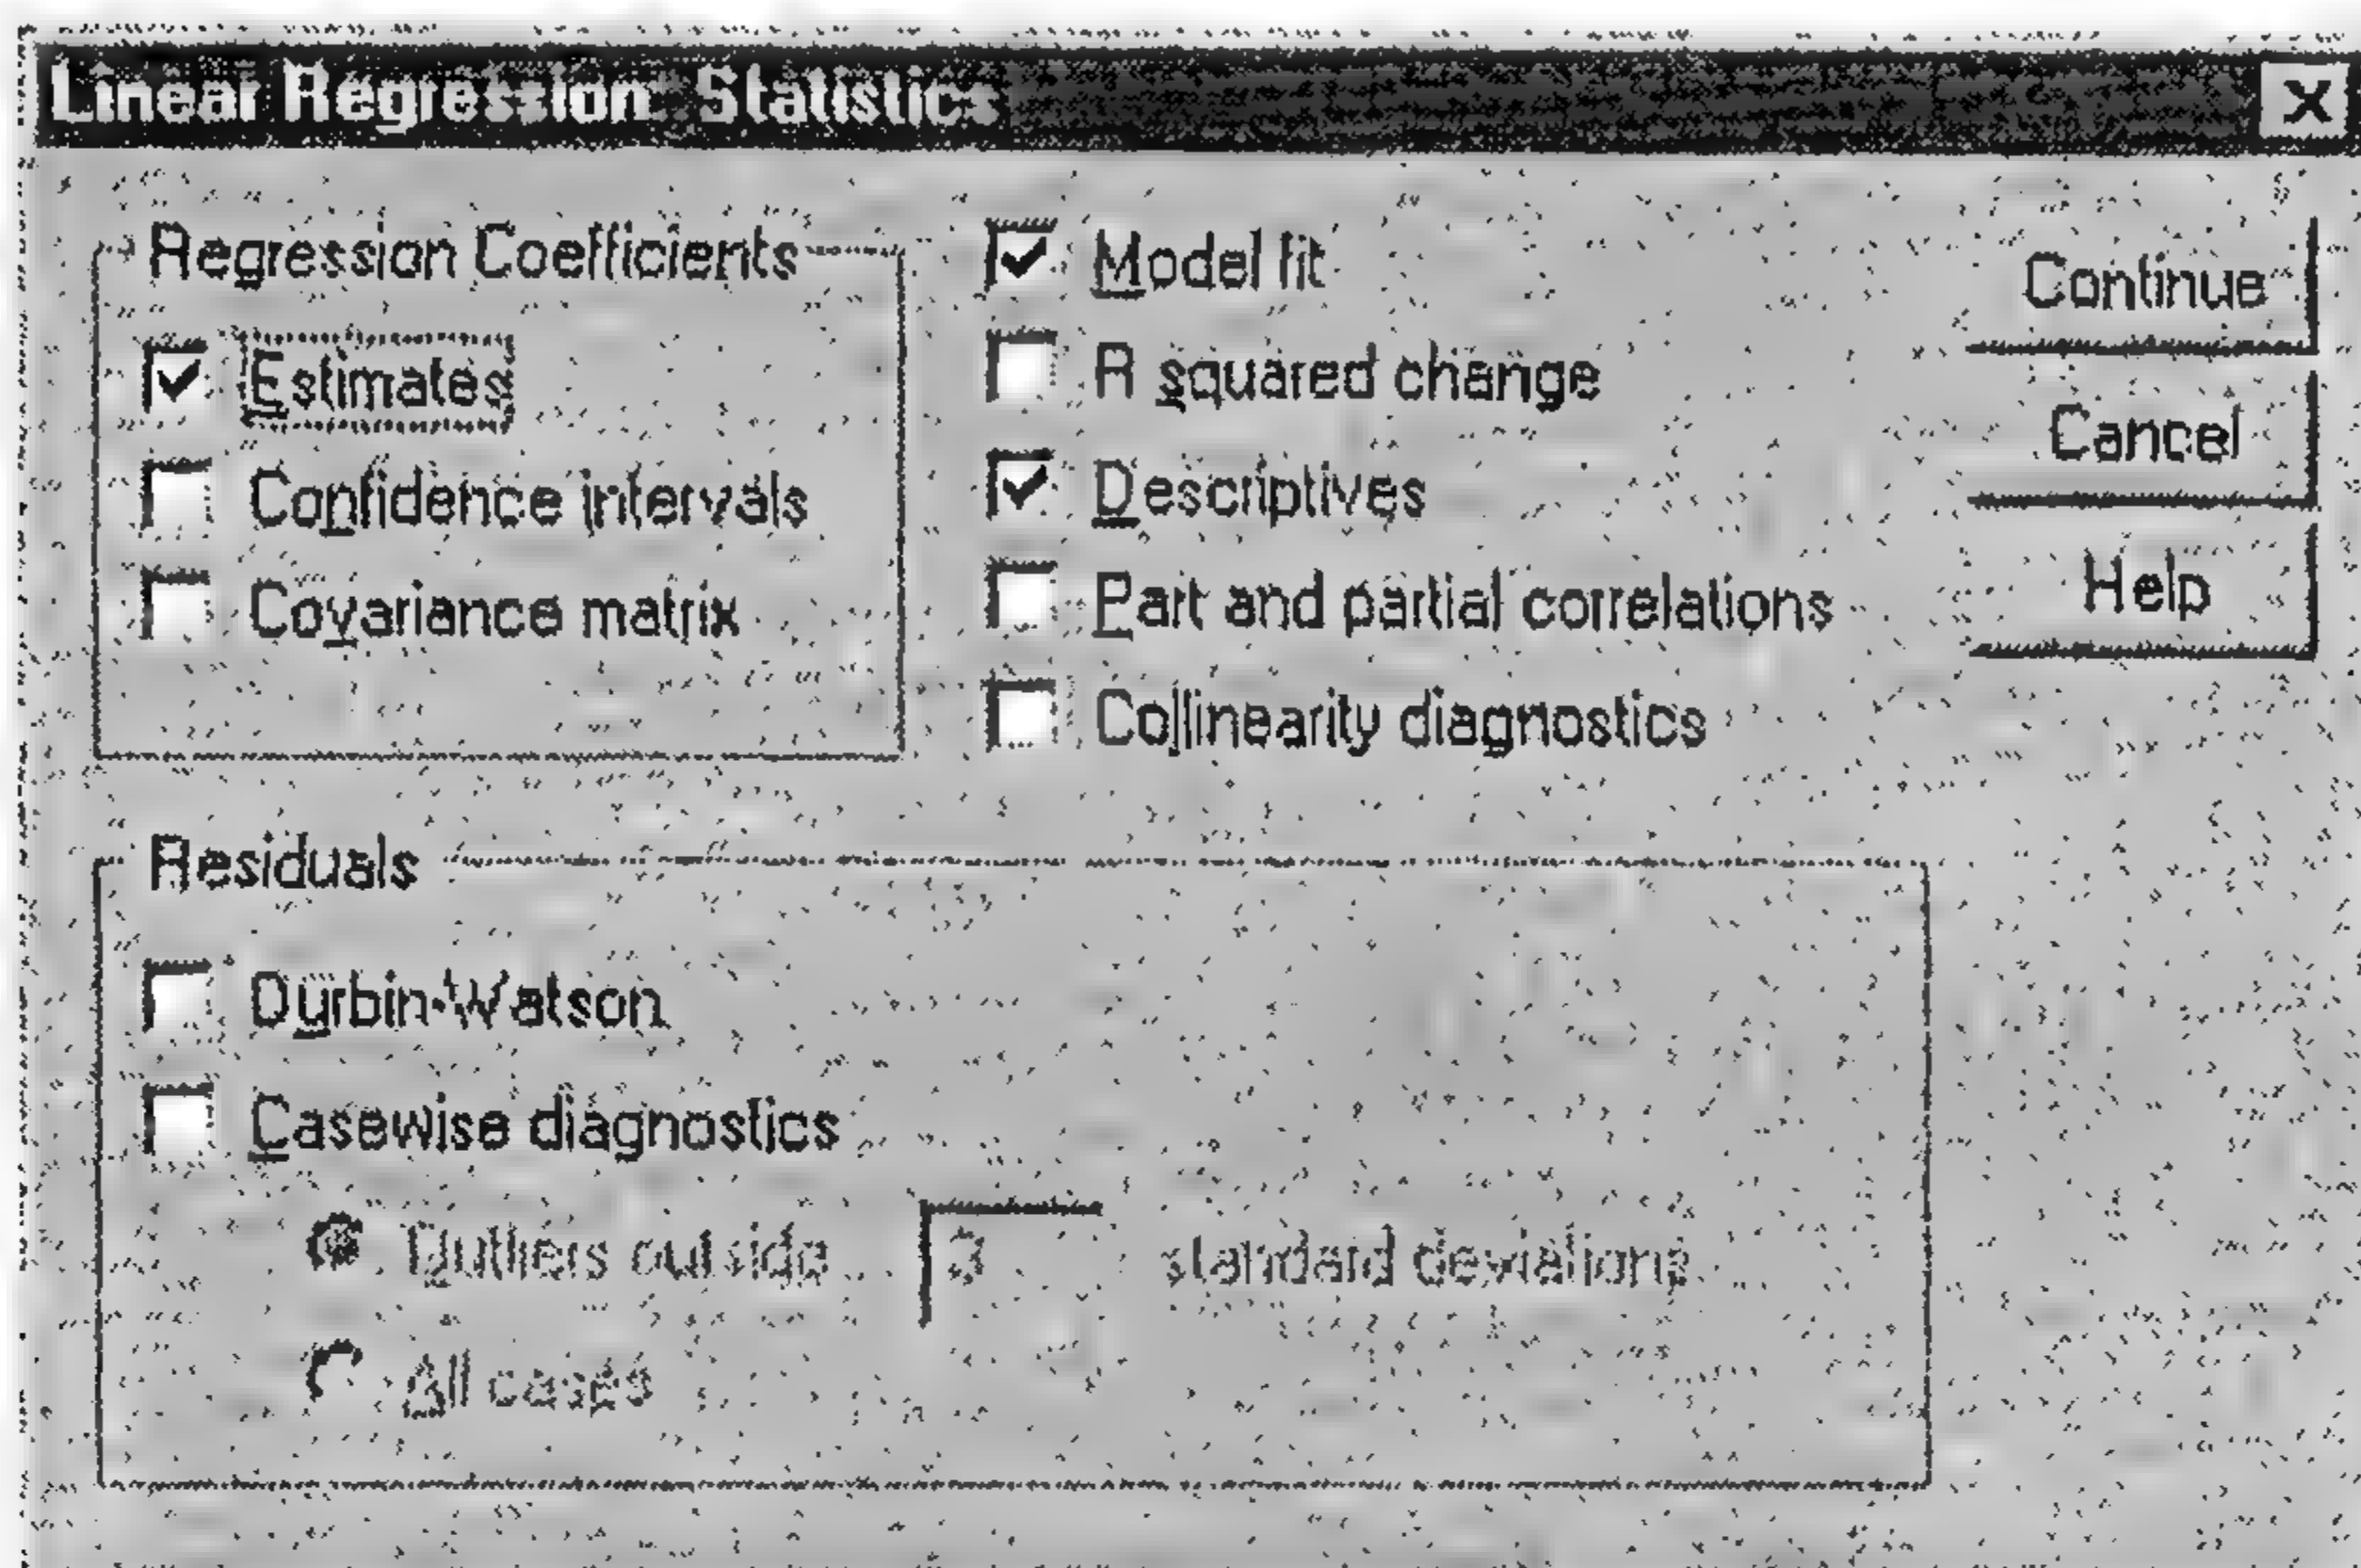 Linear Regression: Statistics
Regression Coefficients
Estimates
Confidence intervals
Covariance matrix
Model fit
R squared change
Descriptives
Part and partial correlations
Collinearity diagnostics
Continue
Cancel
Help
Residuals
Durbin-Watson
Casewise diagnostics
Outliers outside 3 standard deviations
All cases